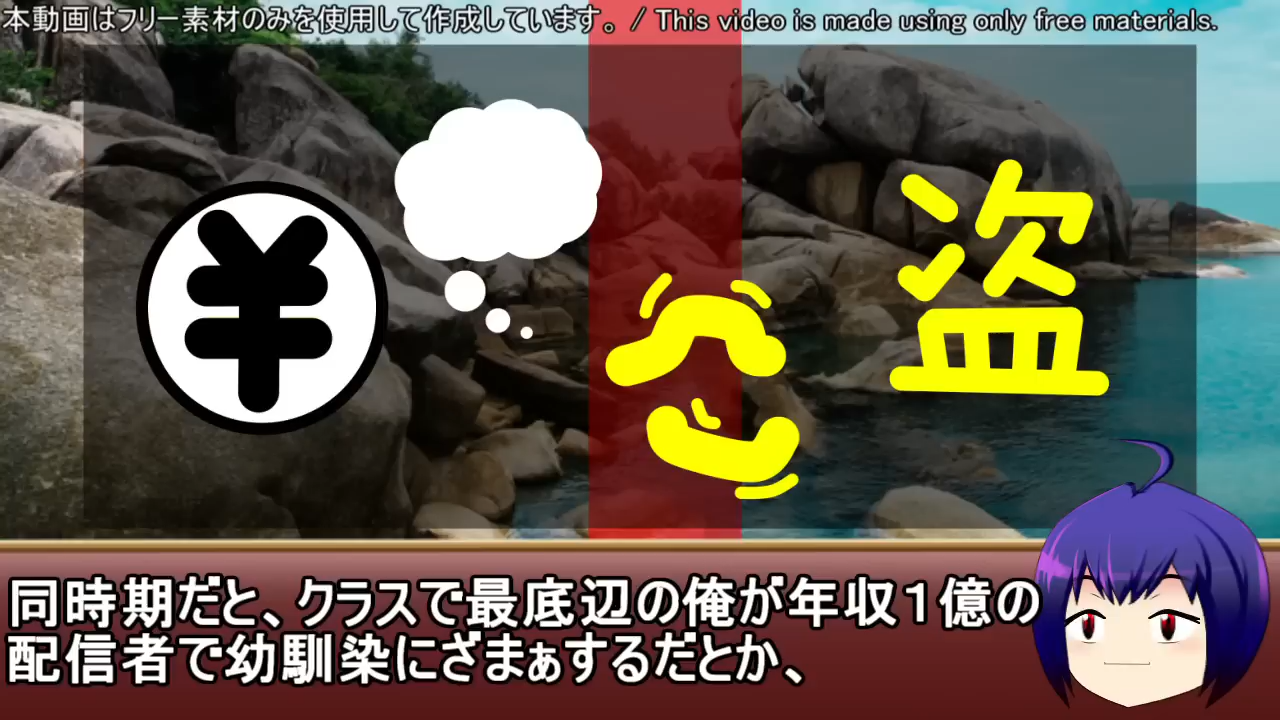 本動画はフリー素材のみを使用して作成しています。 / This video is made using only free materials.
¥
盗
同時期だと、クラスで最底辺の俺が年収１億の
配信者で幼馴染にざまぁするだとか、